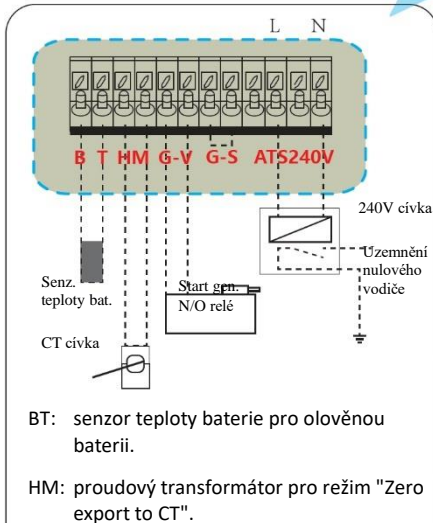 L N
B T HM G-V G-S ATS240V
240V cívka
Uzemnění
nulového
vodiče
Senz.
teploty bat.
Start gen.
N/O relé
CT cívka
BT: senzor teploty baterie pro olověnou
baterii.
HM: proudový transformátor pro režim "Zero
export to CT".